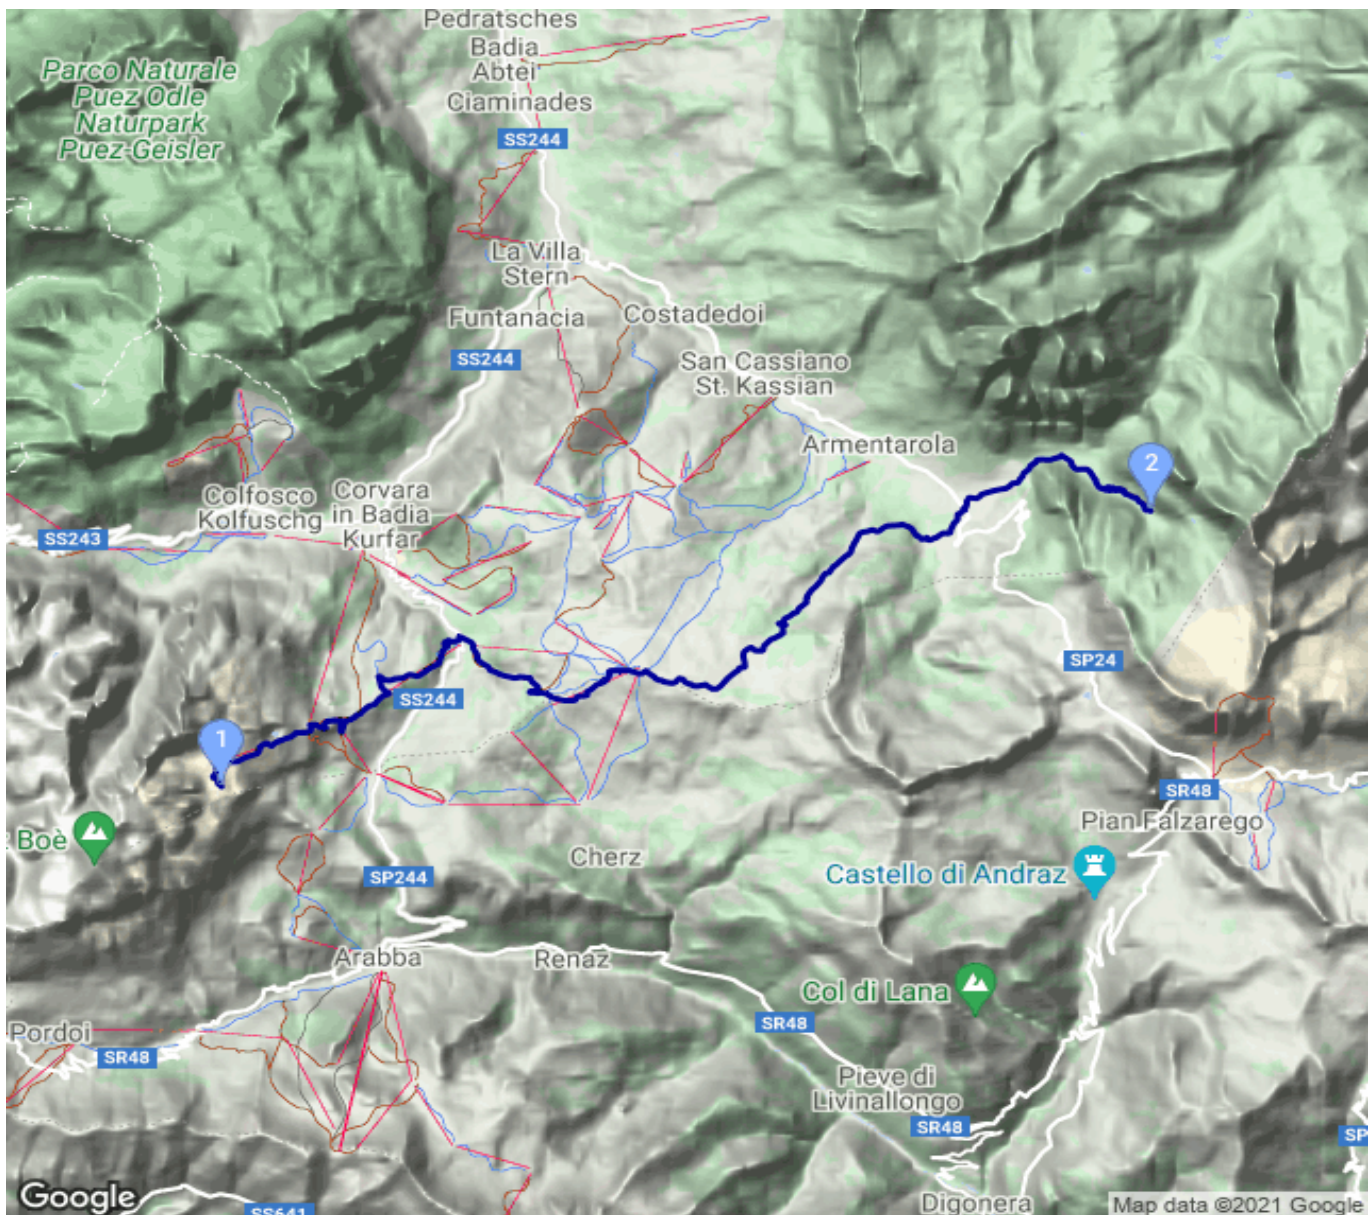 Pedratsches
Badia
Abtei
Ciaminades
Parco Naturale
Puez Odle
Naturpark
Puez-Geisler
SS244
La Villa
Stern
Funtanacia
Costadedoi
SS244
San Cassiano
St. Kassian
Armentarola
Colfosco
Kolfuschg
Corvara
in Badia
Kurfar
SS243
2
SP24
SS244
1
SR48
Pian Falzarego
Boè
Cherz
Castello di Andraz
SP244
Arabba
Renaz
Col di Lana
SR48
Pordoi
SR48
Pieve di
Livinallongo
SR48
SP
Digonera
SS641
Google
Map data ©2021 Google